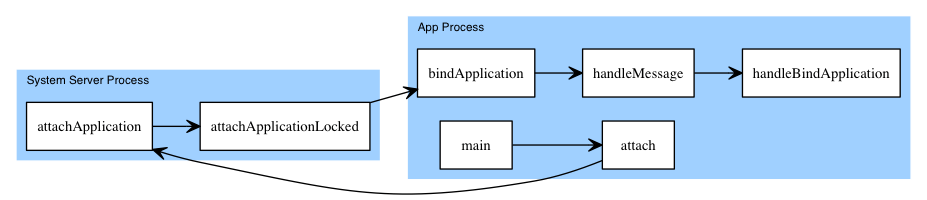 System Server Process
attachApplication
attachApplicationLocked
App Process
bindApplication
handleMessage
handleBindApplication
main
attach